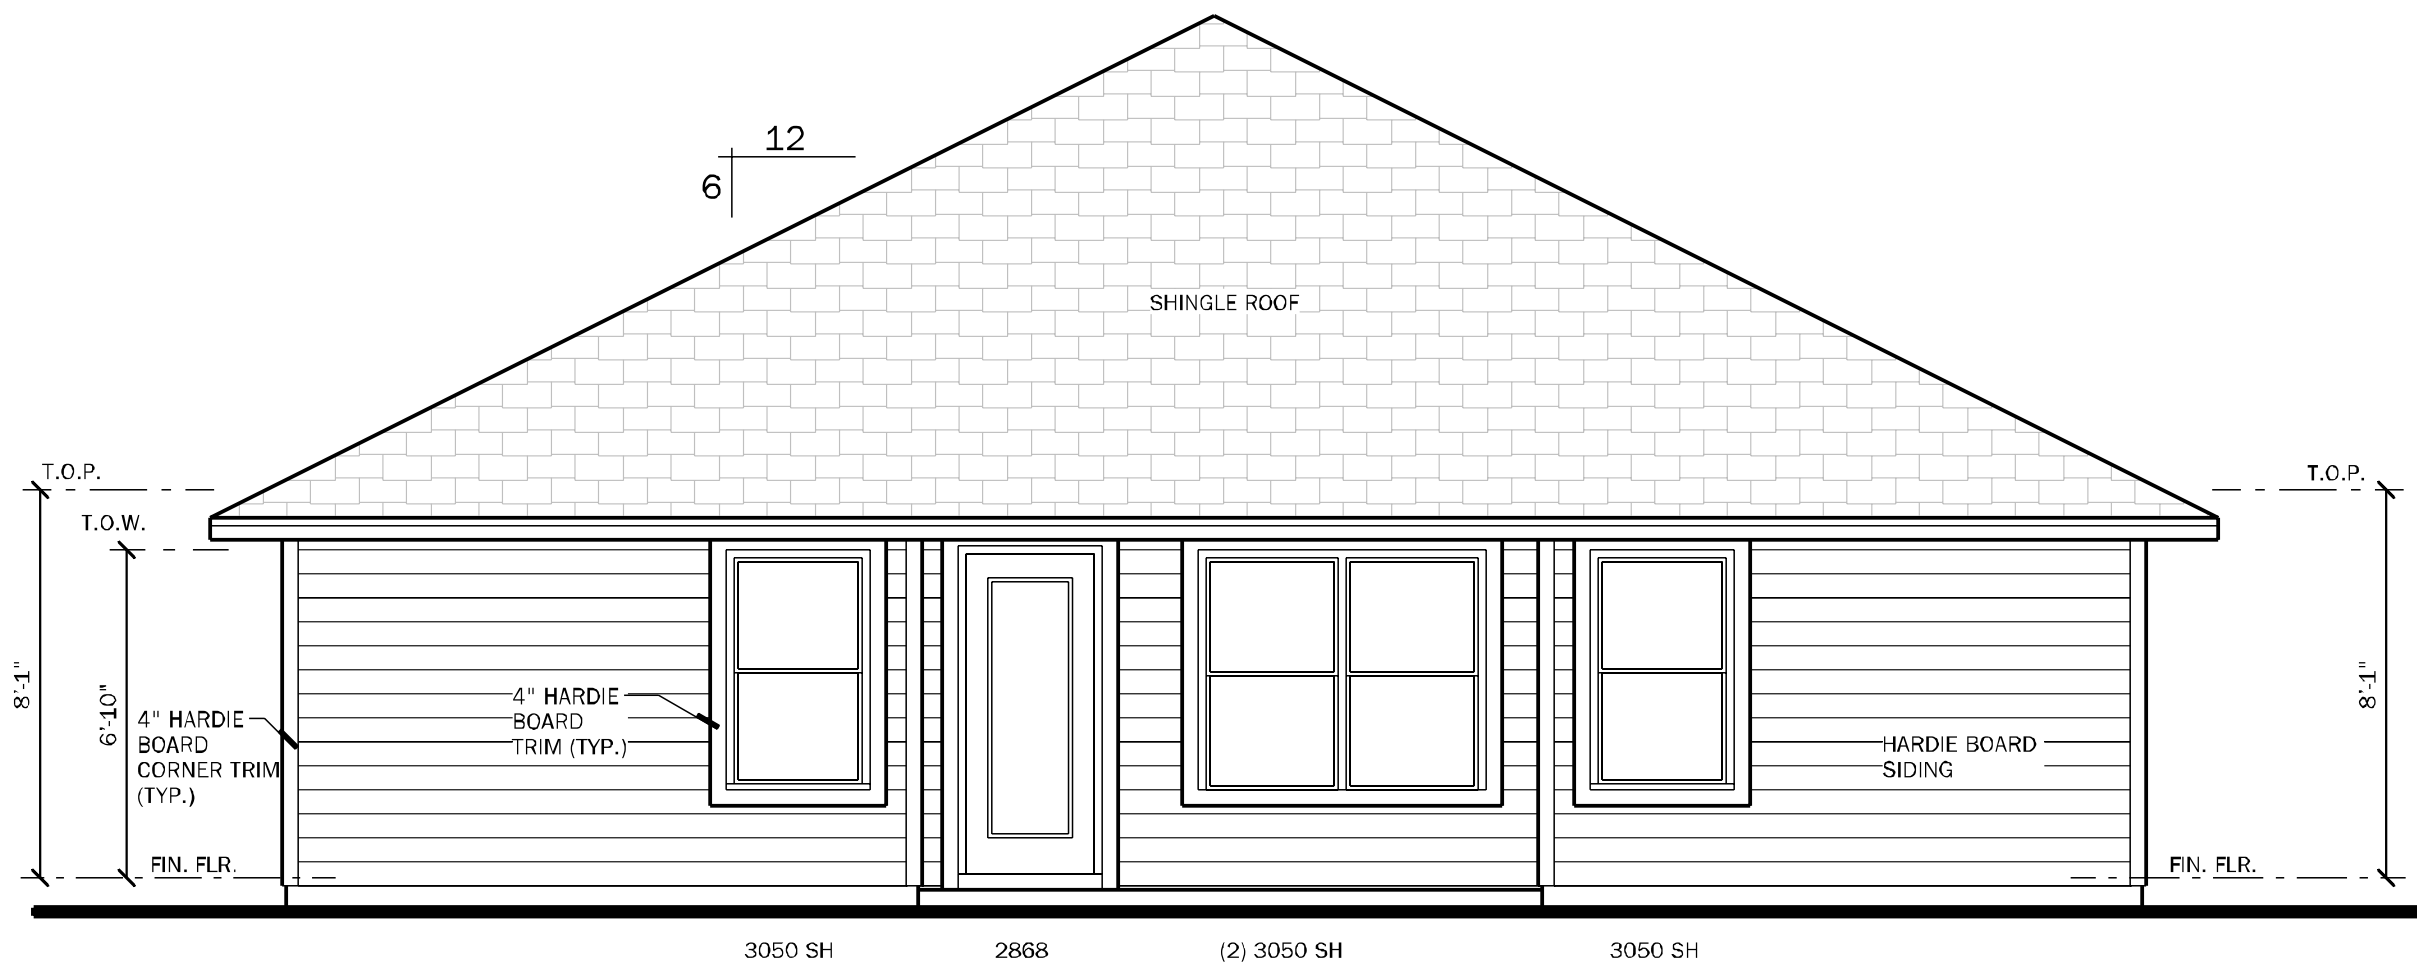 12
6
SHINGLE ROOF
T.O.P.
T.O.P.
T.O.W.
8'-1"
6'-10"
4" HARDIE
BOARD
CORNER TRIM
(TYP.)
4" HARDIE
BOARD
TRIM (TYP.)
HARDIE BOARD
SIDING
8'-1"
FIN. FLR.
FIN. FLR.
3050 SH
2868
(2) 3050 SH
3050 SH